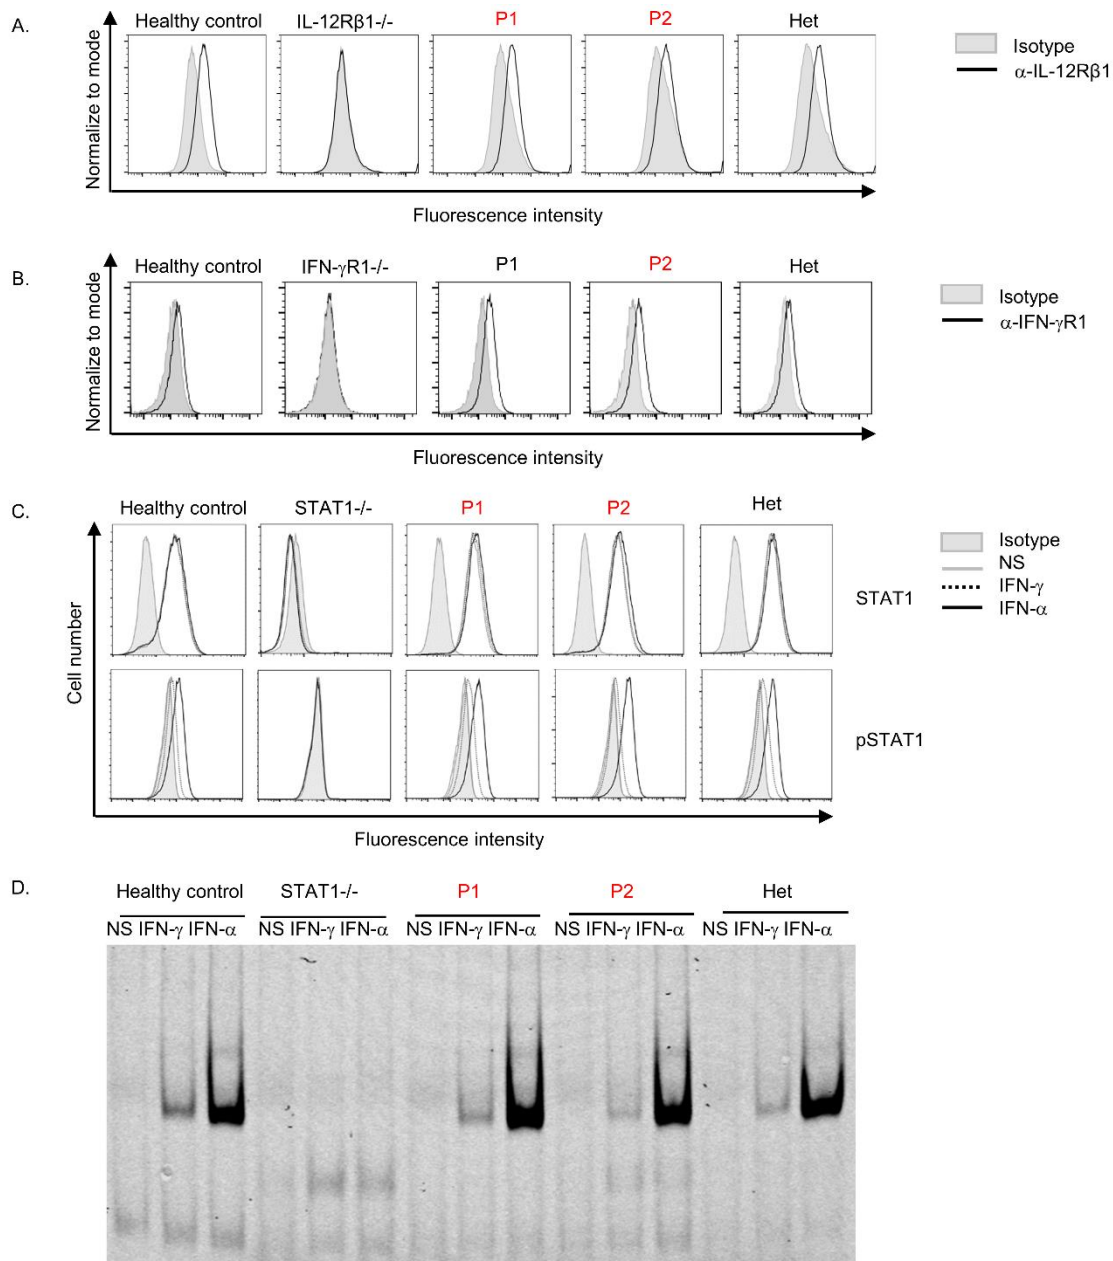 A.
Healthy control IL-12Rβ1-/- P1 P2 Het
Normalize to mode
Isotype
α-IL-12Rβ1
Fluorescence intensity
B.
Healthy control IFN-γR1-/- P1 P2 Het
Normalize to mode
Isotype
α-IFN-γR1
Fluorescence intensity
C.
Healthy control STAT1-/- P1 P2 Het
Cell number
Isotype
NS
IFN-γ
IFN-α
STAT1
pSTAT1
Fluorescence intensity
D.
Healthy control STAT1-/- P1 P2 Het
NS IFN-γ IFN-α NS IFN-γ IFN-α NS IFN-γ IFN-α NS IFN-γ IFN-α NS IFN-γ IFN-α